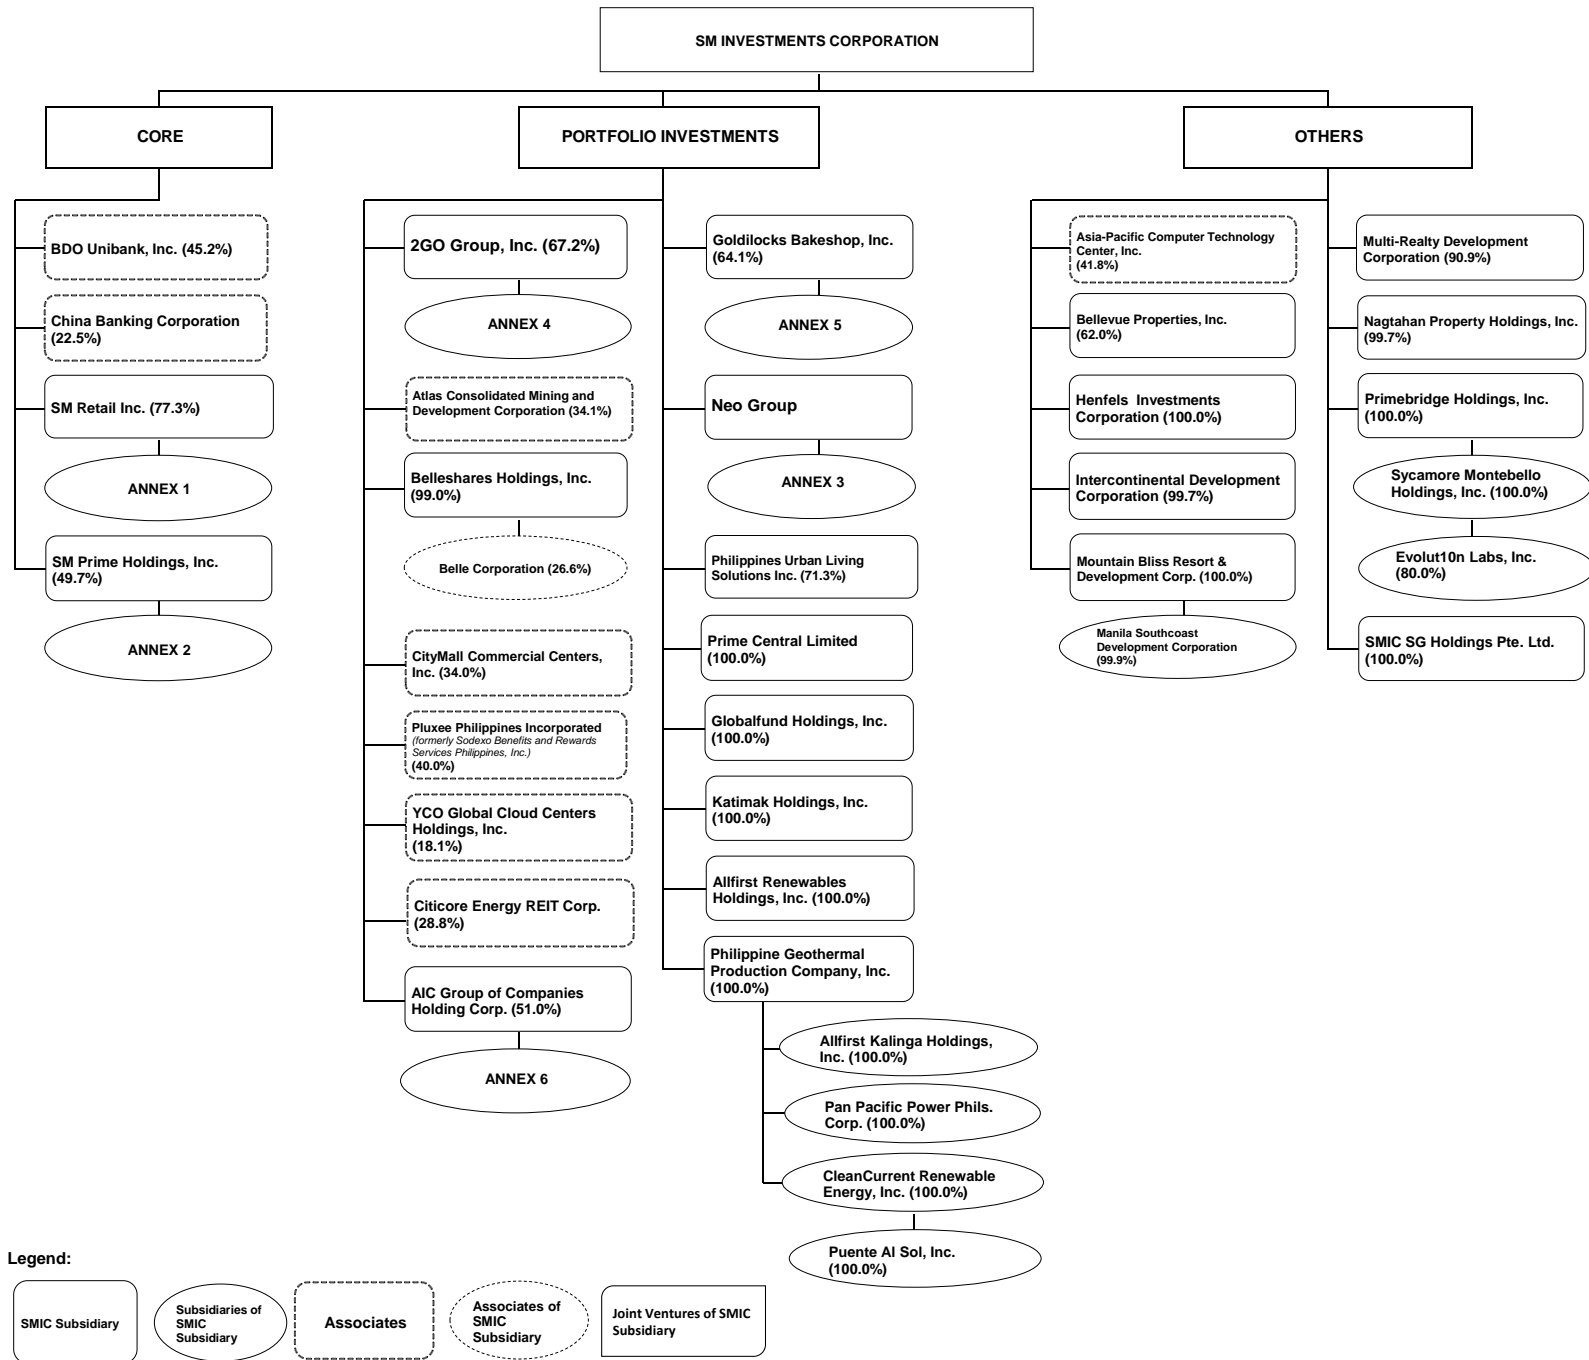 SM INVESTMENTS CORPORATION
CORE
PORTFOLIO INVESTMENTS
OTHERS
BDO Unibank, Inc. (45.2%)
China Banking Corporation
(22.5%)
SM Retail Inc. (77.3%)
ANNEX 1
SM Prime Holdings, Inc.
(49.7%)
ANNEX 2
2GO Group, Inc. (67.2%)
ANNEX 4
Atlas Consolidated Mining and
Development Corporation (34.1%)
Belleshares Holdings, Inc.
(99.0%)
Belle Corporation (26.6%)
CityMall Commercial Centers,
Inc. (34.0%)
Pluxee Philippines Incorporated
(formerly Sodexo Benefits and Rewards
Services Philippines, Inc.)
(40.0%)
YCO Global Cloud Centers
Holdings, Inc.
(18.1%)
Citicore Energy REIT Corp.
(28.8%)
AIC Group of Companies
Holding Corp. (51.0%)
ANNEX 6
Goldilocks Bakeshop, Inc.
(64.1%)
ANNEX 5
Neo Group
ANNEX 3
Philippines Urban Living
Solutions Inc. (71.3%)
Prime Central Limited
(100.0%)
Globalfund Holdings, Inc.
(100.0%)
Katimak Holdings, Inc.
(100.0%)
Allfirst Renewables
Holdings, Inc. (100.0%)
Philippine Geothermal
Production Company, Inc.
(100.0%)
Allfirst Kalinga Holdings,
Inc. (100.0%)
Pan Pacific Power Phils.
Corp. (100.0%)
CleanCurrent Renewable
Energy, Inc. (100.0%)
Puente Al Sol, Inc.
(100.0%)
Asia-Pacific Computer Technology
Center, Inc.
(41.8%)
Bellevue Properties, Inc.
(62.0%)
Henfels Investments
Corporation (100.0%)
Intercontinental Development
Corporation (99.7%)
Mountain Bliss Resort &
Development Corp. (100.0%)
Manila Southcoast
Development Corporation
(99.9%)
Multi-Realty Development
Corporation (90.9%)
Nagtahan Property Holdings, Inc.
(99.7%)
Primebridge Holdings, Inc.
(100.0%)
Sycamore Montebello
Holdings, Inc. (100.0%)
Evolut10n Labs, Inc.
(80.0%)
SMIC SG Holdings Pte. Ltd.
(100.0%)
Legend:
SMIC Subsidiary
Subsidiaries of
SMIC
Subsidiary
Associates
Associates of
SMIC
Subsidiary
Joint Ventures of SMIC
Subsidiary